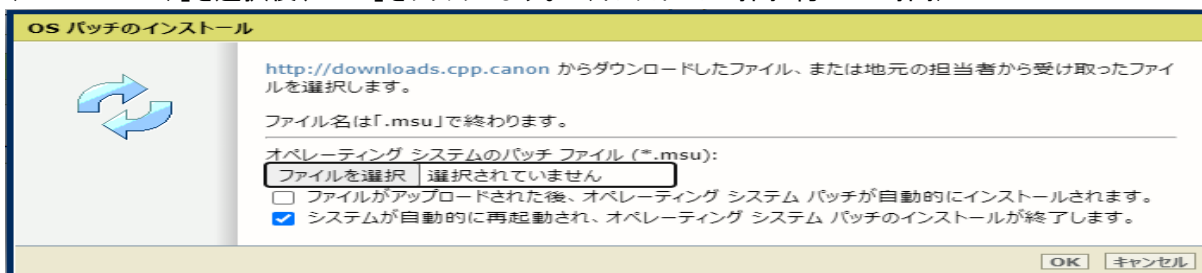 OS パッチのインストール
http://downloads.cpp.canon からダウンロードしたファイル、または地元の担当者から受け取ったファイ
ルを選択します。
ファイル名は「.msu」で終わります。
オペレーティング システムのパッチ ファイル (*.msu):
ファイルを選択 選択されていません
ファイルがアップロードされた後、オペレーティング システム パッチが自動的にインストールされます。
システムが自動的に再起動され、オペレーティング システム パッチのインストールが終了します。
OK キャンセル